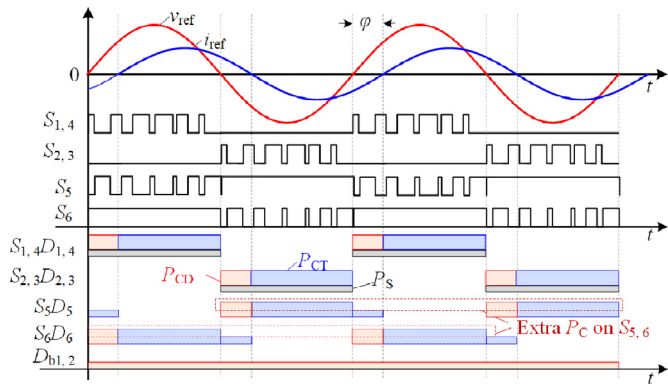 v_ref
φ
i_ref
0
t
S_1,4
S_2,3
S_5
S_6
t
S_1,4D_1,4
S_2,3D_2,3
P_CD
P_CT
P_S
S_5D_5
Extra P_C on S_5,6
S_6D_6
D_b1,2
t